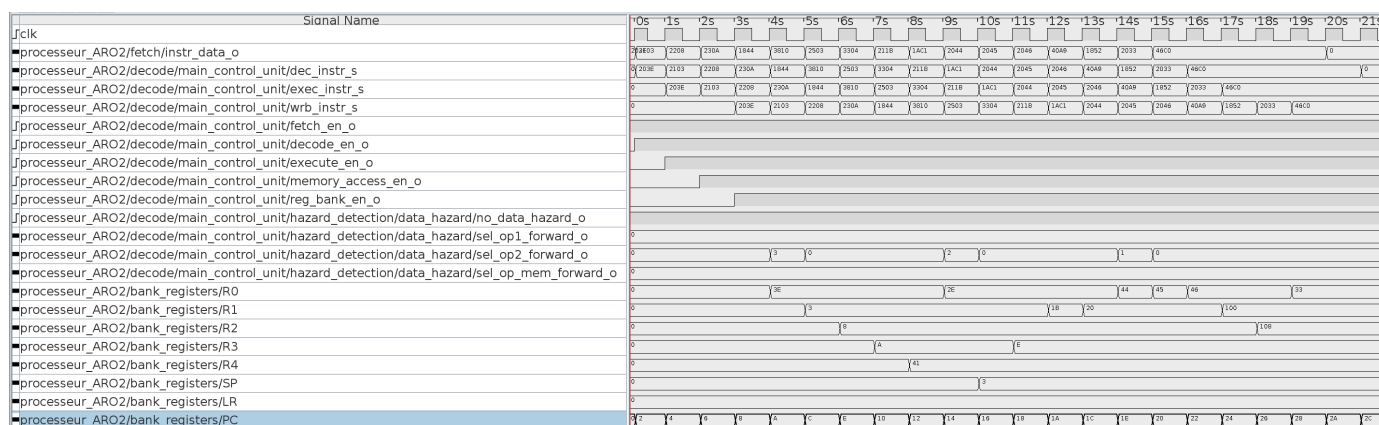 Signal Name 0s 1s 2s 3s 4s 5s 6s 7s 8s 9s 10s 11s 12s 13s 14s 15s 16s 17s 18s 19s 20s 21s
clk
processeur_ARO2/fetch/instr_data_o 2208 230A 1844 3810 2503 3304 211B 1AC1 2044 2045 2046 40A9 1852 2033 46C0 0
processeur_ARO2/decode/main_control_unit/dec_instr_s 0 203E 2103 2208 230A 1844 3810 2503 3304 211B 1AC1 2044 2045 2046 40A9 1852 2033 46C0 0
processeur_ARO2/decode/main_control_unit/exec_instr_s 0 203E 2103 2208 230A 1844 3810 2503 3304 211B 1AC1 2044 2045 2046 40A9 1852 2033 46C0
processeur_ARO2/decode/main_control_unit/wrb_instr_s 0 203E 2103 2208 230A 1844 3810 2503 3304 211B 1AC1 2044 2045 2046 40A9 1852 2033 46C0
processeur_ARO2/decode/main_control_unit/fetch_en_o
processeur_ARO2/decode/main_control_unit/decode_en_o
processeur_ARO2/decode/main_control_unit/execute_en_o
processeur_ARO2/decode/main_control_unit/memory_access_en_o
processeur_ARO2/decode/main_control_unit/reg_bank_en_o
processeur_ARO2/decode/main_control_unit/hazard_detection/data_hazard/no_data_hazard_o
processeur_ARO2/decode/main_control_unit/hazard_detection/data_hazard/sel_op1_forward_o 0
processeur_ARO2/decode/main_control_unit/hazard_detection/data_hazard/sel_op2_forward_o 0 3 0 2 0 1 0
processeur_ARO2/decode/main_control_unit/hazard_detection/data_hazard/sel_op_mem_forward_o 0
processeur_ARO2/bank_registers/R0 0 3E 2E 44 45 46 33
processeur_ARO2/bank_registers/R1 0 3 1B 20 100
processeur_ARO2/bank_registers/R2 0 8 108
processeur_ARO2/bank_registers/R3 0 A E
processeur_ARO2/bank_registers/R4 0 41
processeur_ARO2/bank_registers/SP 0 3
processeur_ARO2/bank_registers/LR 0
processeur_ARO2/bank_registers/PC 0 2 4 6 8 A C E 10 12 14 16 18 1A 1C 1E 20 22 24 26 28 2A 2C